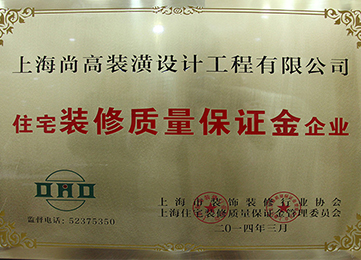 上海尚高装潢设计工程有限公司
住宅装修质量保证金企业
上海市装饰装修行业协会
上海住宅装修质量保证金管理委员会
监督电话：52375350
二〇一四年三月